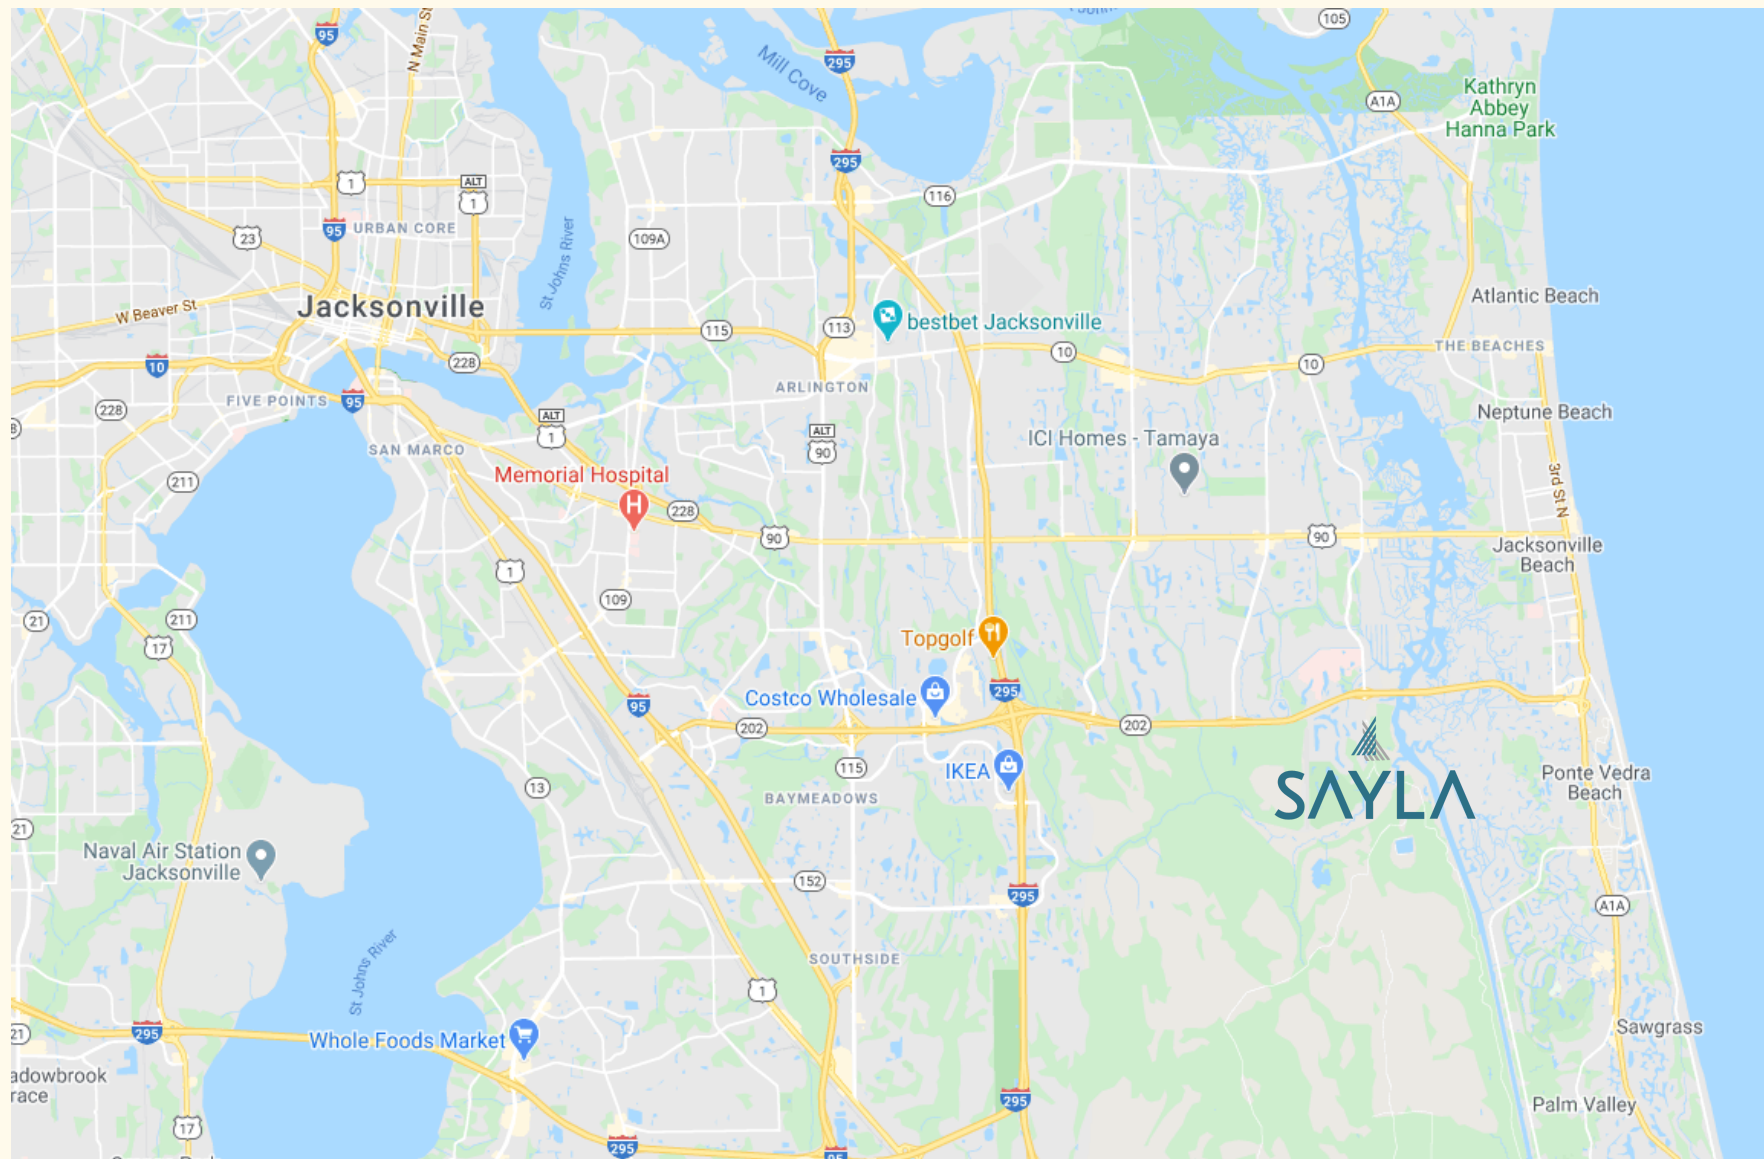 105
95
N Main St
295
Mill Cove
A1A
Kathryn
Abbey
Hanna Park
295
1
ALT
1
116
95
URBAN CORE
23
109A
St Johns River
Atlantic Beach
W Beaver St
Jacksonville
115
113
bestbet Jacksonville
10
THE BEACHES
10
10
228
ARLINGTON
228
FIVE POINTS
95
ALT
1
Neptune Beach
SAN MARCO
ALT
90
ICI Homes - Tamaya
Memorial Hospital
H
3rd St N
211
228
90
90
Jacksonville
Beach
1
109
21
211
17
Topgolf
295
Costco Wholesale
95
202
202
115
IKEA
SAYLA
Ponte Vedra
Beach
13
BAYMEADOWS
21
Naval Air Station
Jacksonville
152
295
A1A
St Johns River
SOUTHSIDE
1
21
295
Whole Foods Market
Sawgrass
adowbrook
race
295
Palm Valley
17
295
95